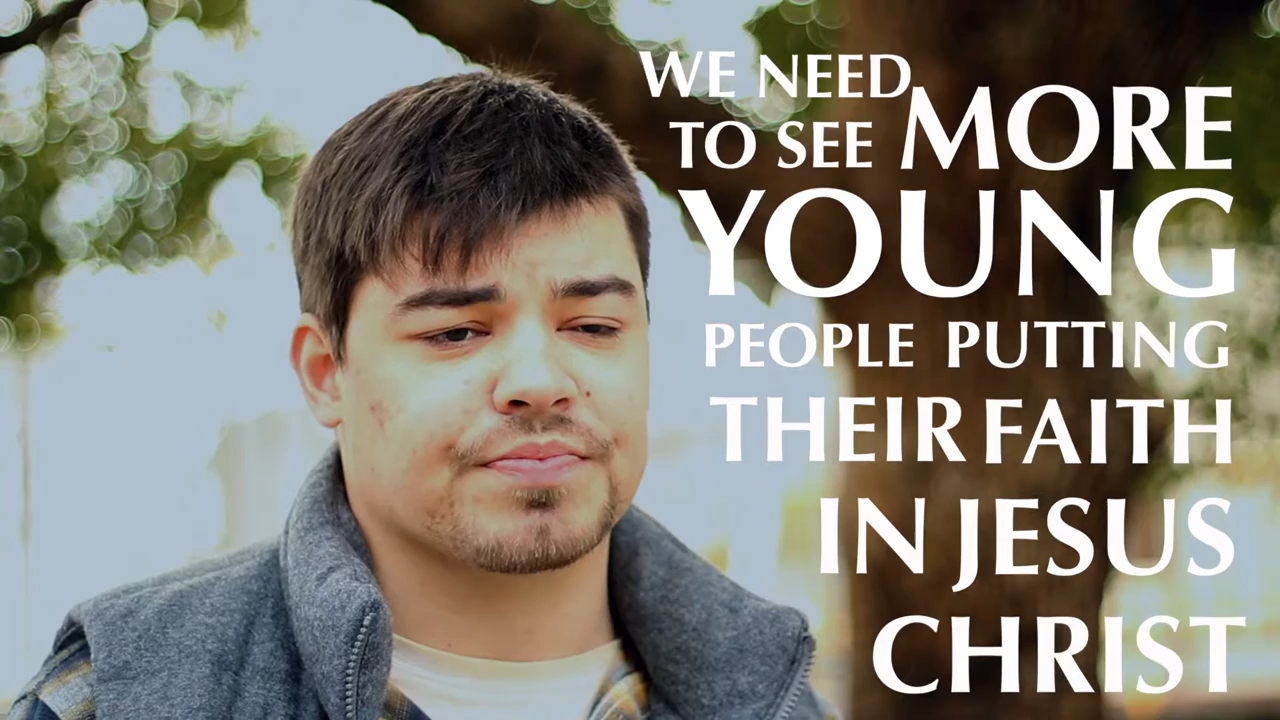 WE NEED
TO SEE MORE
YOUNG
PEOPLE PUTTING
THEIR FAITH
IN JESUS
CHRIST